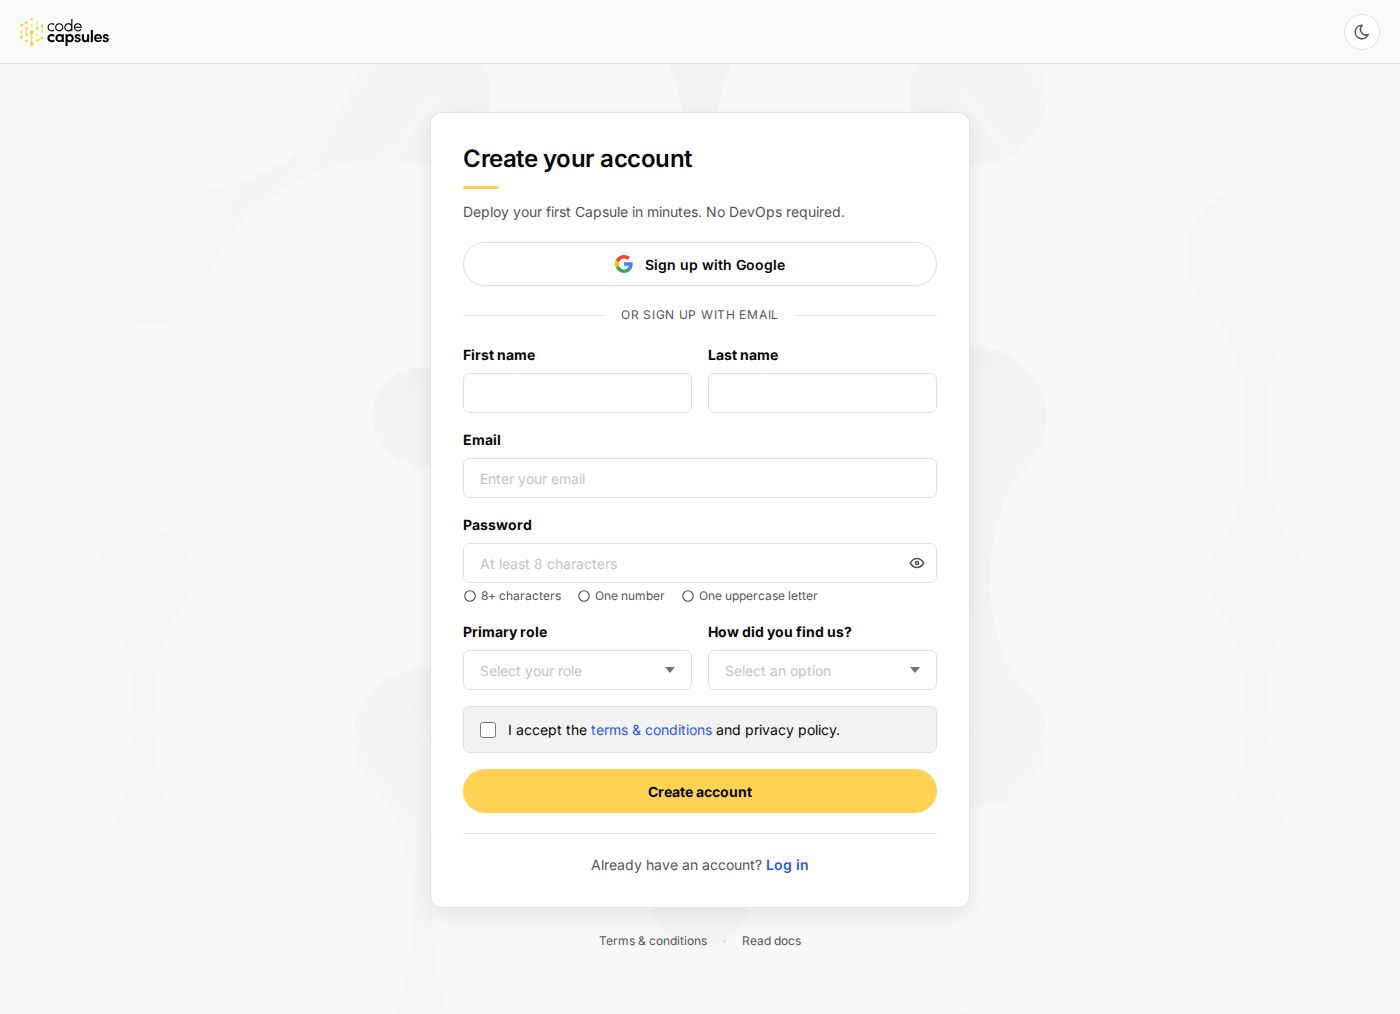 code
capsules
Create your account
Deploy your first Capsule in minutes. No DevOps required.
Sign up with Google
OR SIGN UP WITH EMAIL
First name
Last name
Email
Enter your email
Password
At least 8 characters
8+ characters
One number
One uppercase letter
Primary role
How did you find us?
Select your role
Select an option
I accept the terms & conditions and privacy policy.
Create account
Already have an account? Log in
Terms & conditions · Read docs